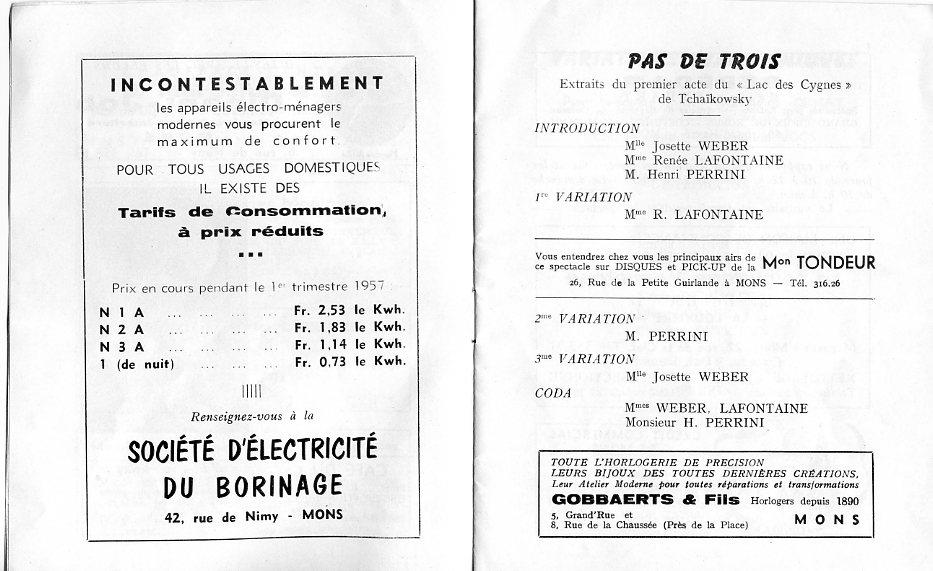 INCONTESTABLEMENT
les appareils électro-ménagers
modernes vous procurent le
maximum de confort.
POUR TOUS USAGES DOMESTIQUES
IL EXISTE DES
Tarifs de Consommation,
à prix réduits
Prix en cours pendant le 1er trimestre 1957 :
N 1 A ... ... ... Fr. 2,53 le Kwh.
N 2 A ... ... ... Fr. 1,83 le Kwh.
N 3 A ... ... ... Fr. 1,14 le Kwh.
1 (de nuit) ... ... ... Fr. 0,73 le Kwh.
Renseignez-vous à la
SOCIÉTÉ D'ÉLECTRICITÉ
DU BORINAGE
42, rue de Nimy - MONS
PAS DE TROIS
Extraits du premier acte du « Lac des Cygnes »
de Tchaïkowsky
INTRODUCTION
Mlle Josette WEBER
Mme Renée LAFONTAINE
M. Henri PERRINI
1re VARIATION
Mme R. LAFONTAINE
Vous entendrez chez vous les principaux airs de
ce spectacle sur DISQUES et PICK-UP de la Mon TONDEUR
26, Rue de la Petite Guirlande à MONS — Tél. 316.26
2me VARIATION
M. PERRINI
3me VARIATION
Mlle Josette WEBER
CODA
Mmes WEBER, LAFONTAINE
Monsieur H. PERRINI
TOUTE L'HORLOGERIE DE PRECISION
LEURS BIJOUX DES TOUTES DERNIÈRES CRÉATIONS,
Leur Atelier Moderne pour toutes réparations et transformations
GOBBAERTS & Fils Horlogers depuis 1890
5, Grand'Rue et
8, Rue de la Chaussée (Près de la Place) MONS